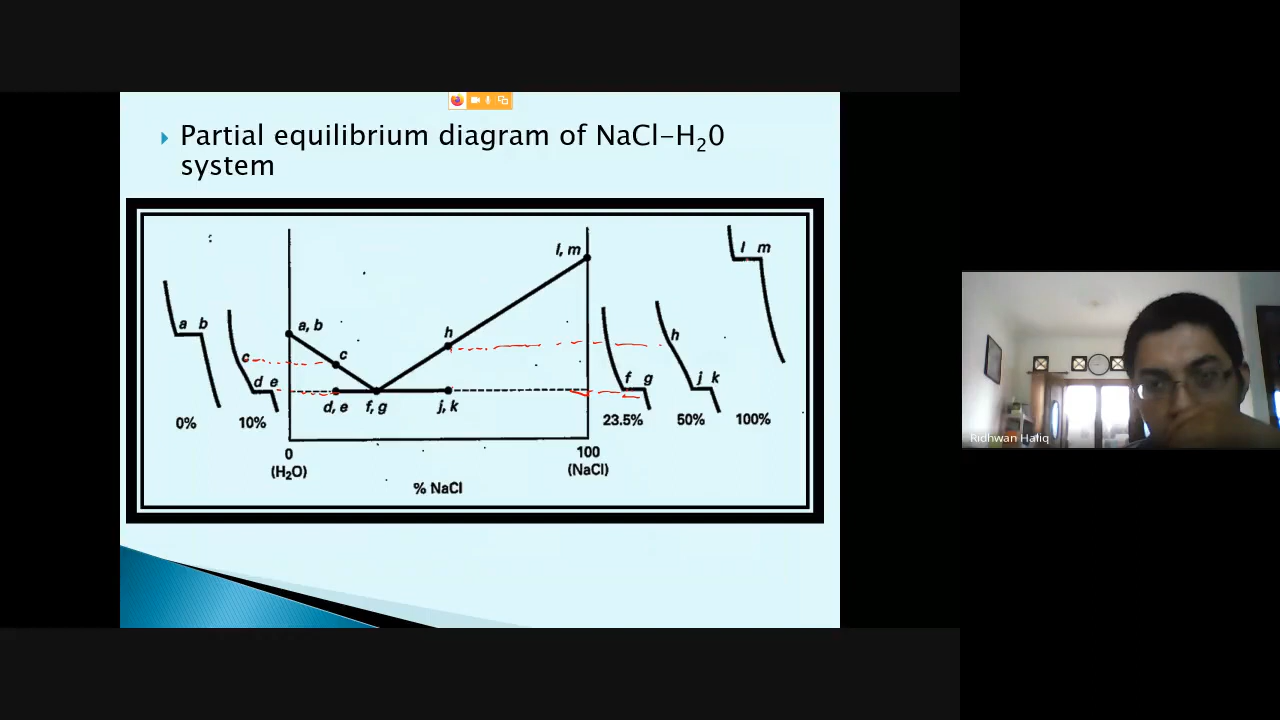 Partial equilibrium diagram of NaCl-H₂0
system
l, m
l m
a b
a, b
c
c
h
h
d e
d, e
f, g
j, k
f g
j k
0%
10%
23.5%
50%
100%
0
(H₂O)
100
(NaCl)
% NaCl
Ridhwan Haliq